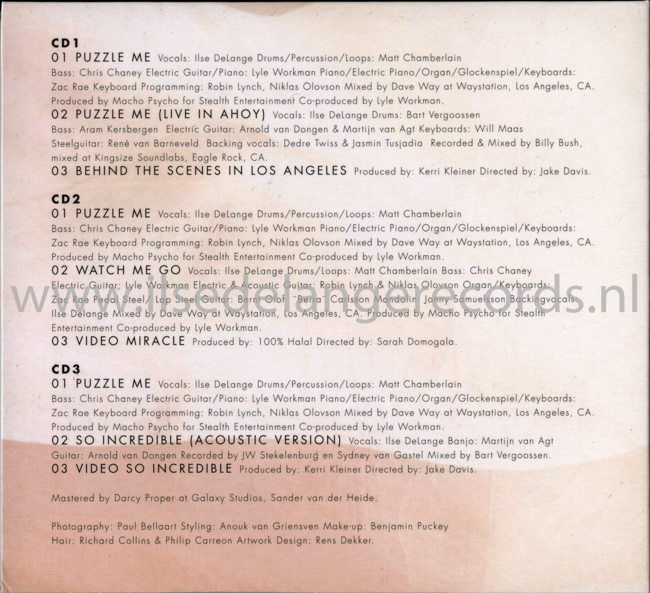 CD1
01 PUZZLE ME Vocals: Ilse DeLange Drums/Percussion/Loops: Matt Chamberlain
Bass: Chris Chaney Electric Guitar/Piano: Lyle Workman Piano/Electric Piano/Organ/Glockenspiel/Keyboards:
Zac Rae Keyboard Programming: Robin Lynch, Niklas Olovson Mixed by Dave Way at Waystation, Los Angeles, CA.
Produced by Macho Psycho for Stealth Entertainment Co-produced by Lyle Workman.
02 PUZZLE ME (LIVE IN AHOY) Vocals: Ilse DeLange Drums: Bart Vergoossen
Bass: Aram Kersbergen Electric Guitar: Arnold van Dongen & Martijn van Agt Keyboards: Will Maas
Steelguitar: René van Barneveld Backing vocals: Dedre Twiss & Jasmin Tusjadia Recorded & Mixed by Billy Bush,
mixed at Kingsize Soundlabs, Eagle Rock, CA.
03 BEHIND THE SCENES IN LOS ANGELES Produced by: Kerri Kleiner Directed by: Jake Davis.
CD2
01 PUZZLE ME Vocals: Ilse DeLange Drums/Percussion/Loops: Matt Chamberlain
Bass: Chris Chaney Electric Guitar/Piano: Lyle Workman Piano/Electric Piano/Organ/Glockenspiel/Keyboards:
Zac Rae Keyboard Programming: Robin Lynch, Niklas Olovson Mixed by Dave Way at Waystation, Los Angeles, CA.
Produced by Macho Psycho for Stealth Entertainment Co-produced by Lyle Workman.
02 WATCH ME GO Vocals: Ilse DeLange Drums/Loops: Matt Chamberlain Bass: Chris Chaney
Electric Guitar: Lyle Workman Electric & Acoustic Guitars: Robin Lynch & Niklas Olovson Organ/Keyboards:
Zac Rae Pedal Steel/ Lap Steel Guitar: Ben Mandolin: Janne Samuelsson Backingvocals:
Ilse DeLange Mixed by Dave Way at Waystation, Los Angeles, CA. Produced by Macho Psycho for Stealth
Entertainment Co-produced by Lyle Workman.
03 VIDEO MIRACLE Produced by: 100% Halal Directed by: Sarah Domogala.
www.ilsedelangerecords.nl
CD3
01 PUZZLE ME Vocals: Ilse DeLange Drums/Percussion/Loops: Matt Chamberlain
Bass: Chris Chaney Electric Guitar/Piano: Lyle Workman Piano/Electric Piano/Organ/Glockenspiel/Keyboards:
Zac Rae Keyboard Programming: Robin Lynch, Niklas Olovson Mixed by Dave Way at Waystation, Los Angeles, CA.
Produced by Macho Psycho for Stealth Entertainment Co-produced by Lyle Workman.
02 SO INCREDIBLE (ACOUSTIC VERSION) Vocals: Ilse DeLange Banjo: Martijn van Agt
Guitar: Arnold van Dongen Recorded by JW Stekelenburg en Sydney van Gastel Mixed by Bart Vergoossen.
03 VIDEO SO INCREDIBLE Produced by: Kerri Kleiner Directed by: Jake Davis.
Mastered by Darcy Proper at Galaxy Studios, Sander van der Heide.
Photography: Paul Bellaart Styling: Anouk van Griensven Make-up: Benjamin Puckey
Hair: Richard Collins & Philip Carreon Artwork Design: Rens Dekker.